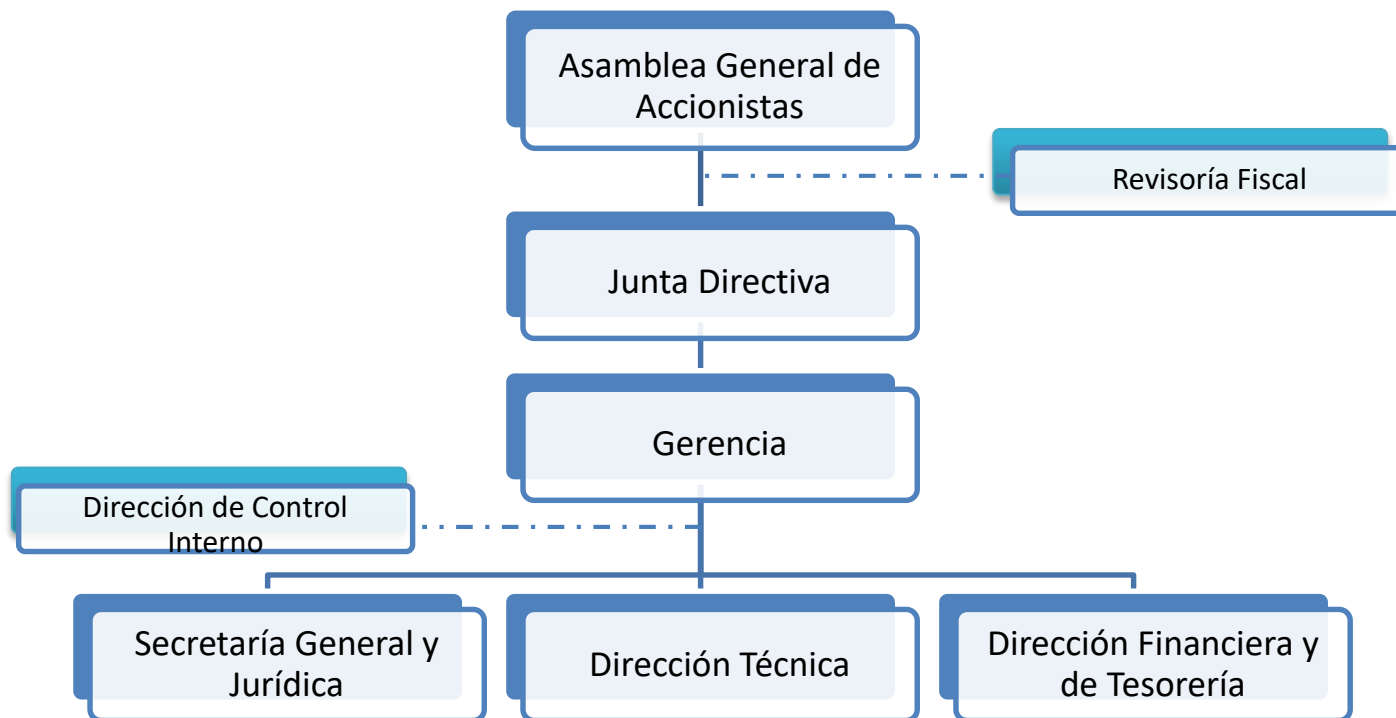 Asamblea General de
Accionistas
Revisoría Fiscal
Junta Directiva
Gerencia
Dirección de Control
Interno
Secretaría General y
Jurídica
Dirección Técnica
Dirección Financiera y
de Tesorería